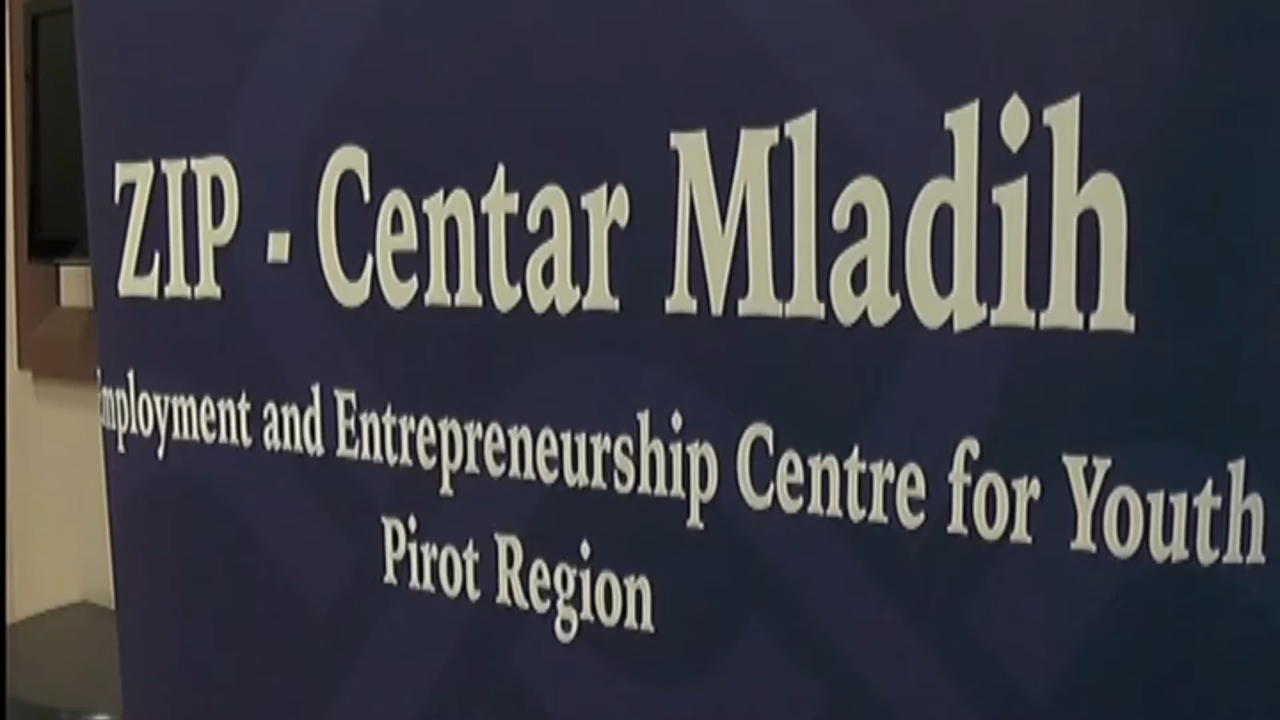 ZIP - Centar Mladih
mployment and Entrepreneurship Centre for Youth
Pirot Region